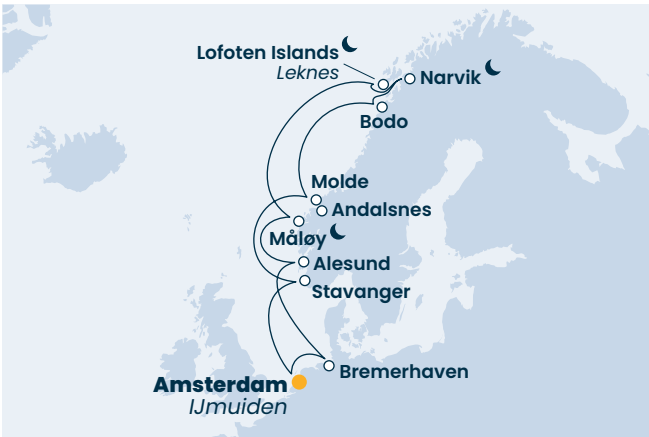 Lofoten Islands
Leknes
Narvik
Bodo
Molde
Andalsnes
Måløy
Alesund
Stavanger
Bremerhaven
Amsterdam
IJmuiden